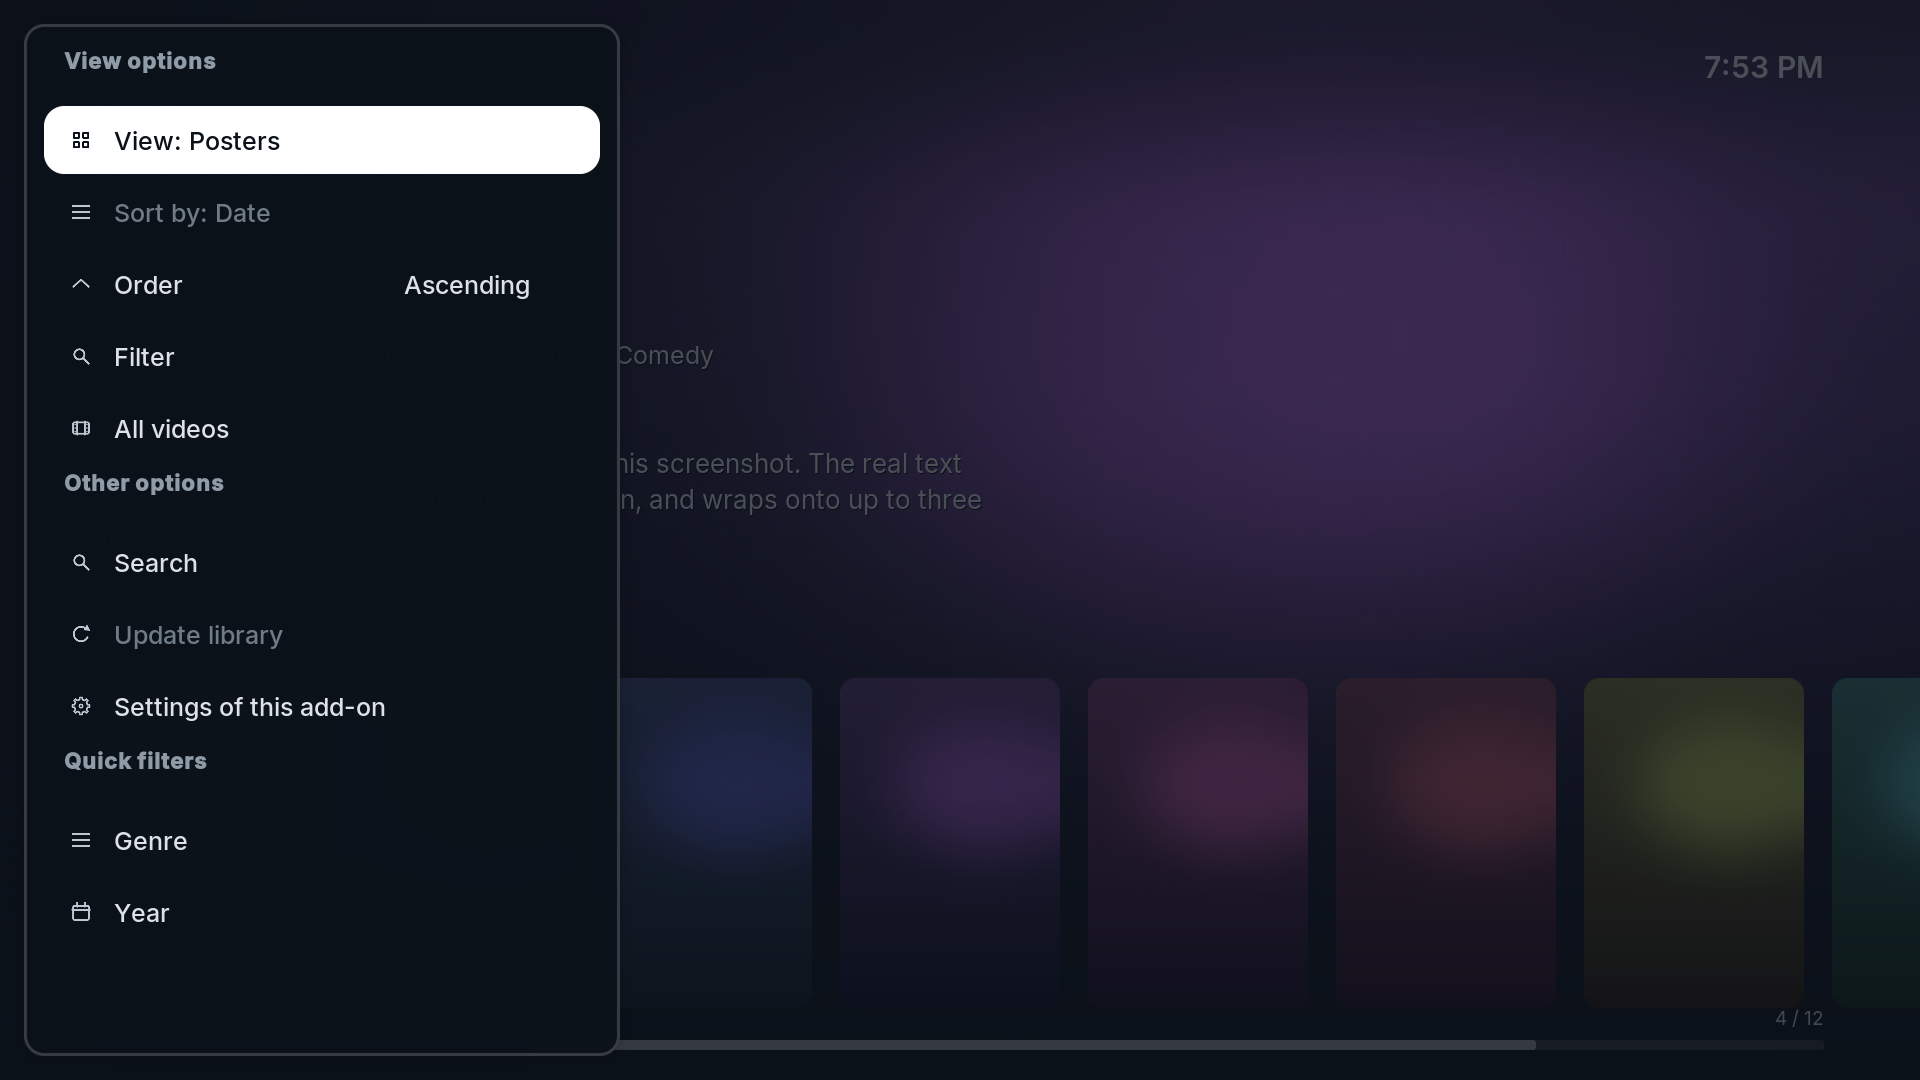 View options
7:53 PM
View: Posters
Sort by: Date
Order Ascending
Filter
Comedy
All videos
his screenshot. The real text
Other options
n, and wraps onto up to three
Search
Update library
Settings of this add-on
Quick filters
Genre
Year
4 / 12